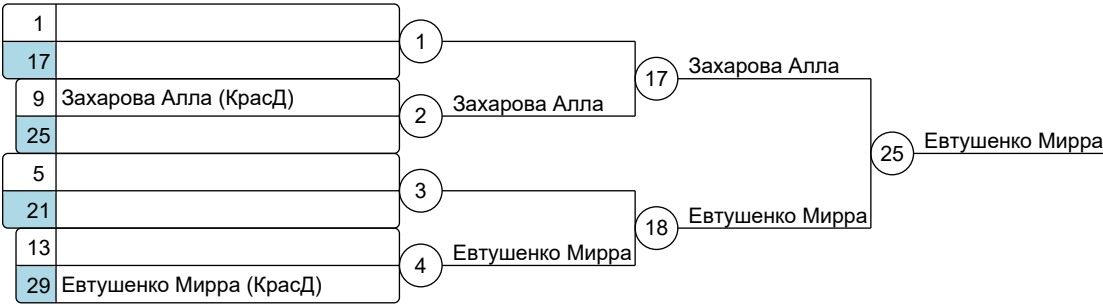 1
1
17
17
Захарова Алла
9 Захарова Алла (КрасД)
2
Захарова Алла
25
25
Евтушенко Мирра
5
3
21
18
Евтушенко Мирра
13
4
Евтушенко Мирра
29 Евтушенко Мирра (КрасД)